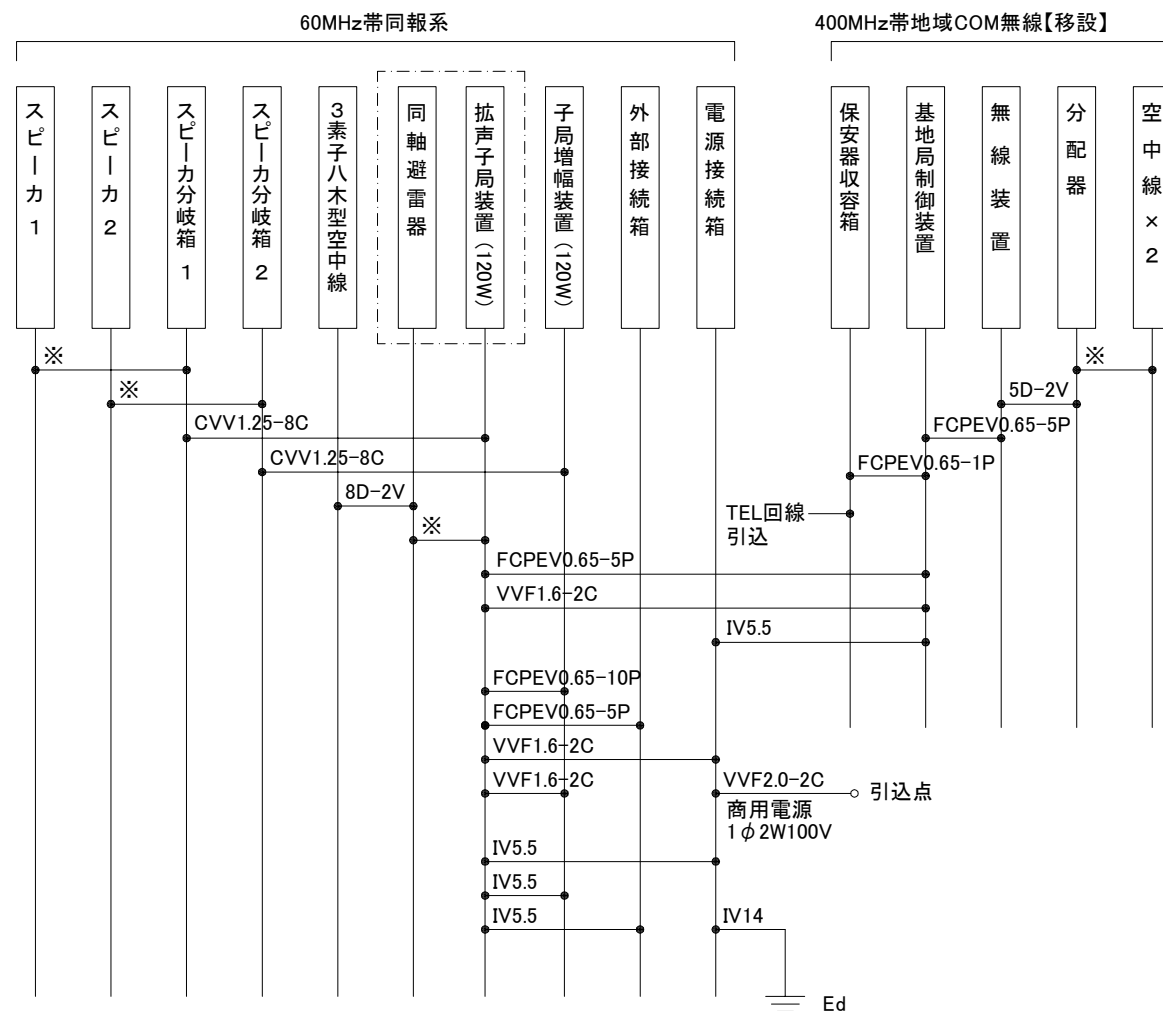 60MHz帯同報系
400MHz帯地域COM無線【移設】
スピーカ 1
スピーカ 2
スピーカ分岐箱 1
スピーカ分岐箱 2
3素子八木型空中線
同軸避雷器
拡声子局装置(120W)
子局増幅装置(120W)
外部接続箱
電源接続箱
保安器収容箱
基地局制御装置
無線装置
分配器
空中線×2
※
※
※
5D-2V
CVV1.25-8C
FCPEV0.65-5P
CVV1.25-8C
FCPEV0.65-1P
8D-2V
TEL回線
引込
※
FCPEV0.65-5P
VVF1.6-2C
IV5.5
FCPEV0.65-10P
FCPEV0.65-5P
VVF1.6-2C
VVF1.6-2C
VVF2.0-2C
引込点
商用電源
1φ2W100V
IV5.5
IV5.5
IV5.5
IV14
Ed